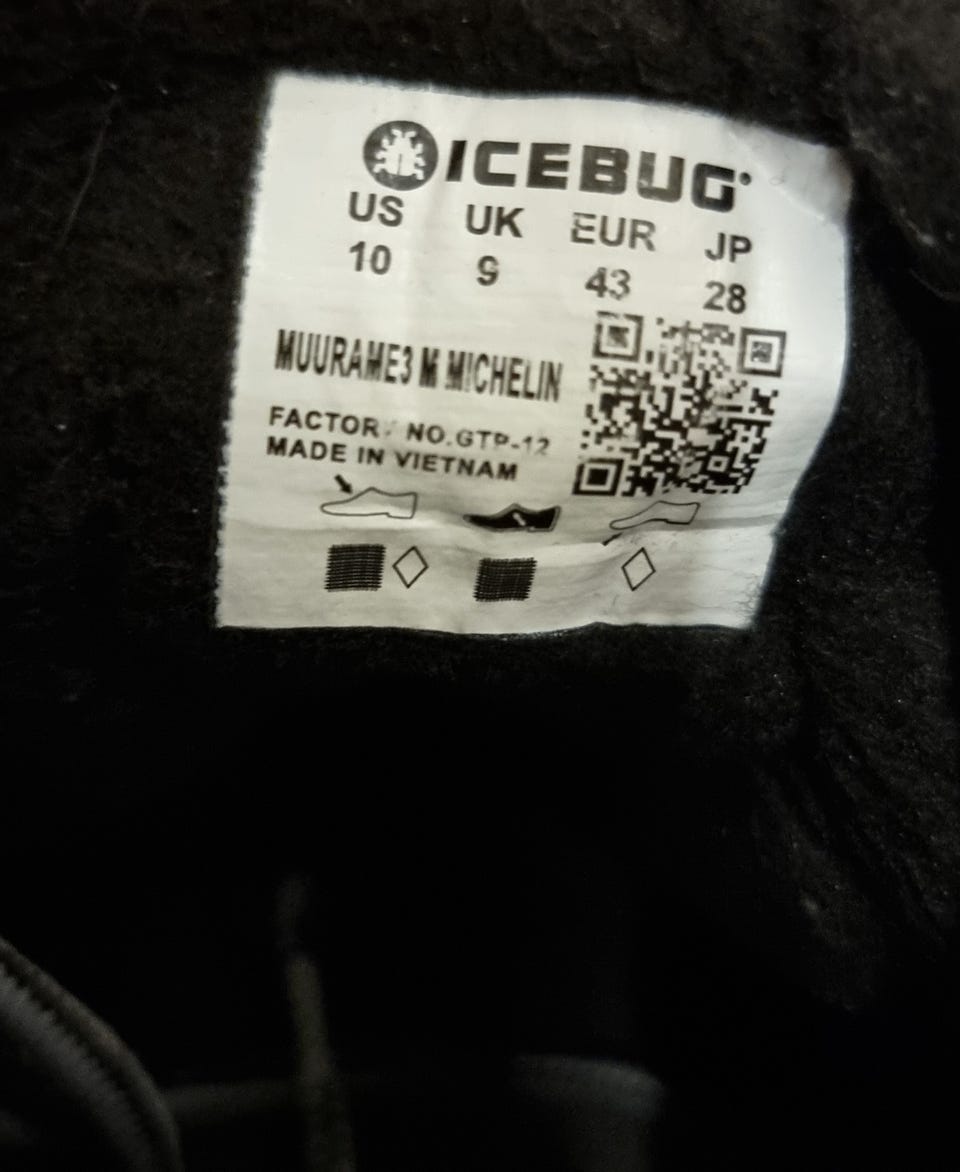 ICEBUG
US UK EUR JP
10 9 43 28
MUURAME3 M MICHELIN
FACTORY NO.GTP-12
MADE IN VIETNAM